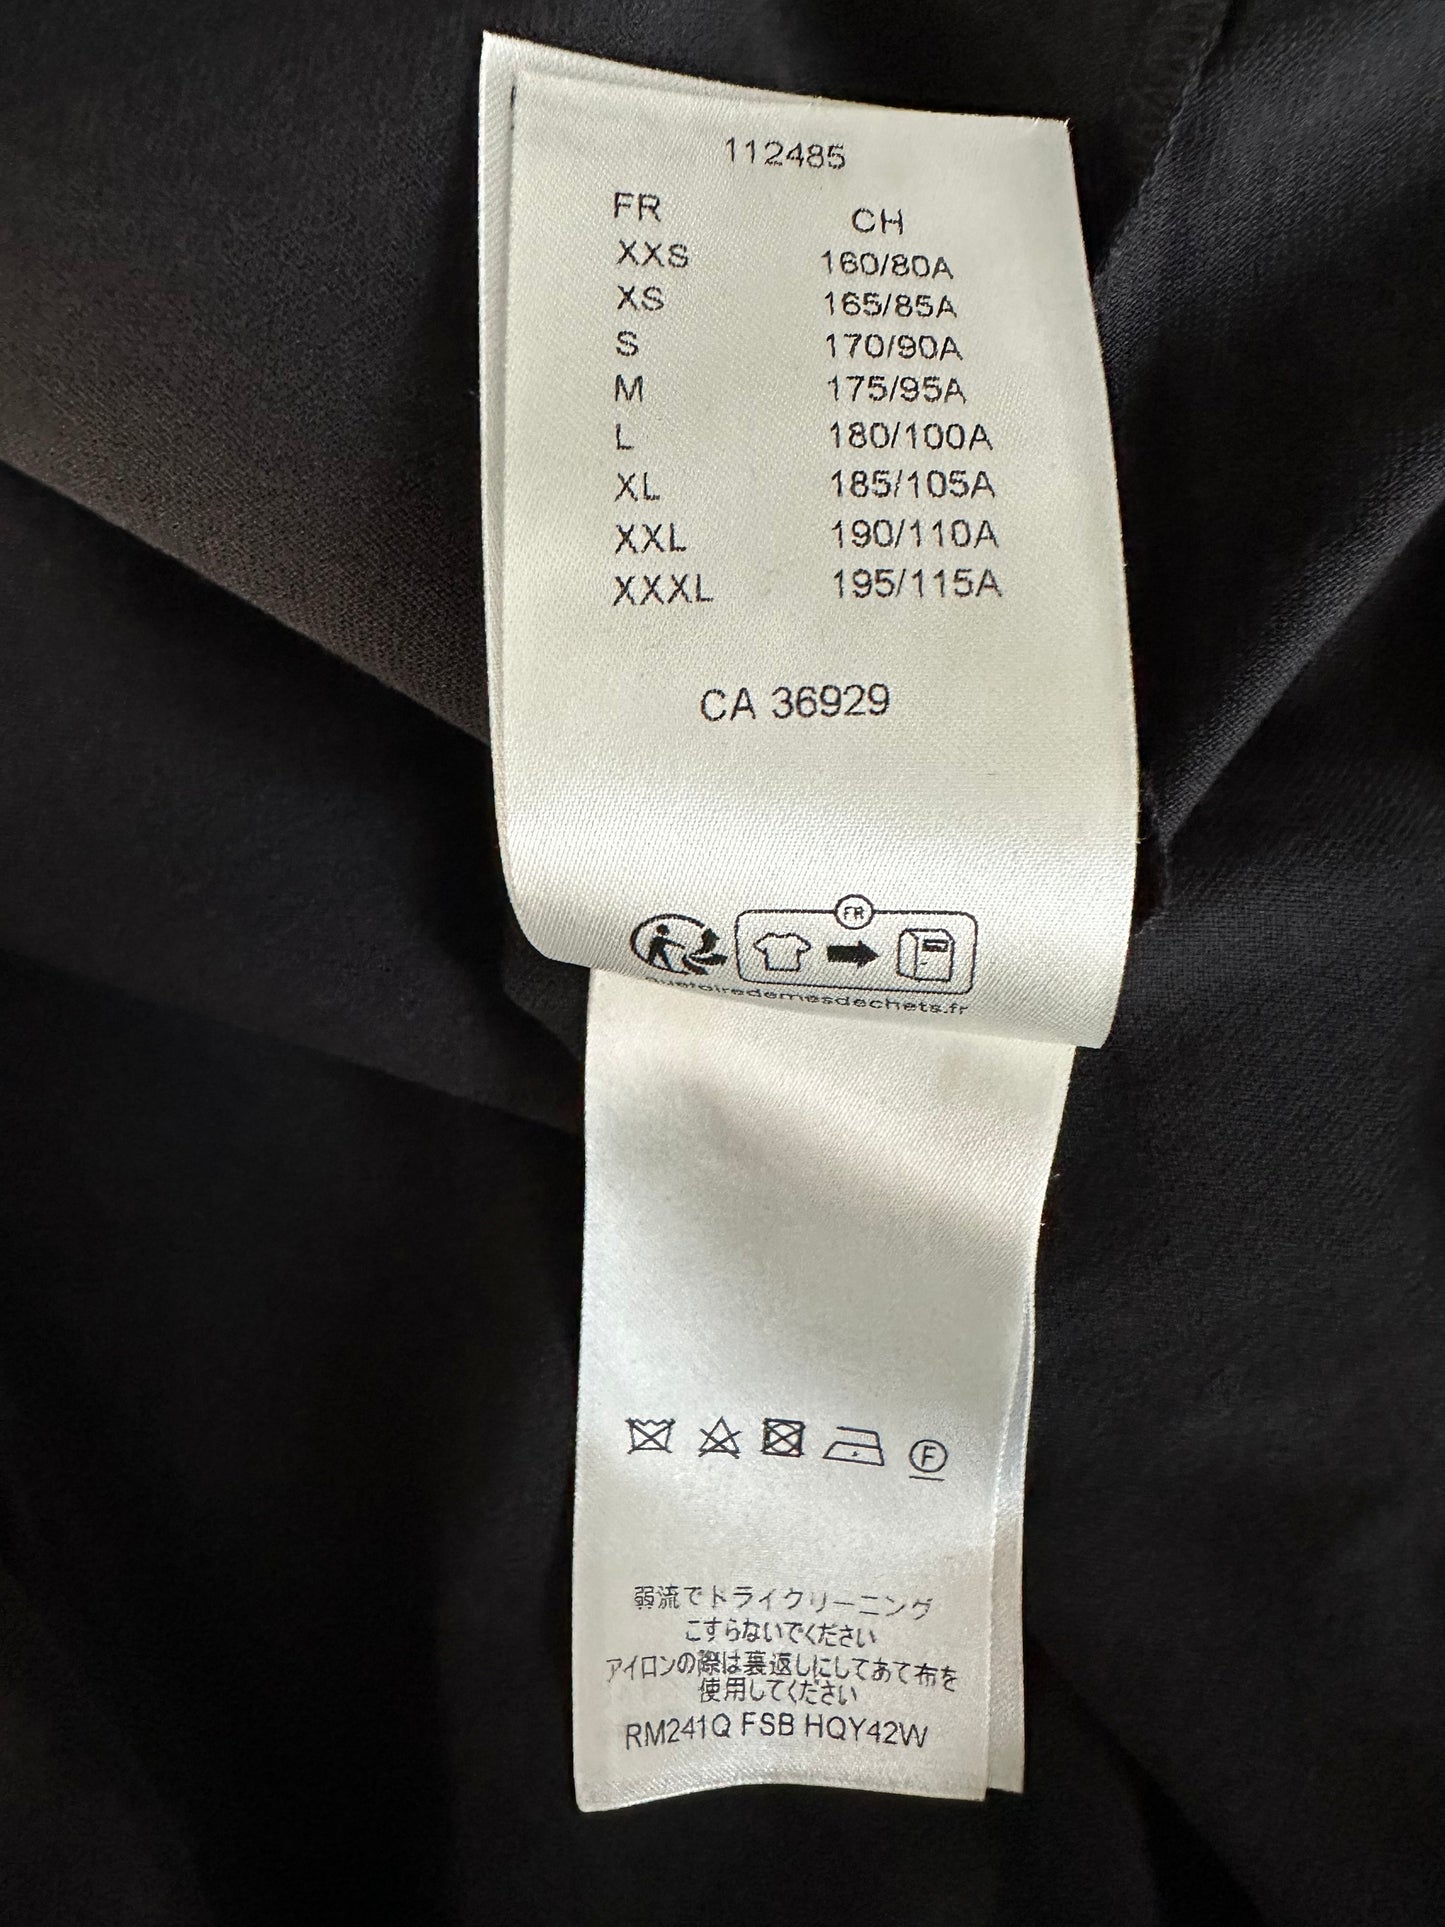 112485
FR CH
XXS 160/80A
XS 165/85A
S 170/90A
M 175/95A
L 180/100A
XL 185/105A
XXL 190/110A
XXXL 195/115A
CA 36929
FR
quefairedemesdechets.fr
F
弱流でドライクリーニング
こすらないでください
アイロンの際は裏返しにしてあて布を
使用してください
RM241Q FSB HQY42W